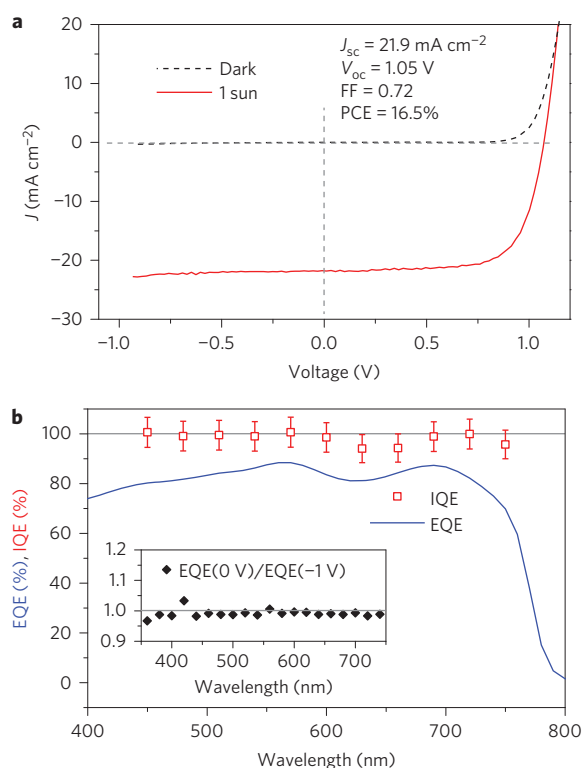 a
20
10
0
−10
−20
−30
J (mA cm⁻²)
Dark
1 sun
Jsc = 21.9 mA cm⁻²
Voc = 1.05 V
FF = 0.72
PCE = 16.5%
−1.0 −0.5 0.0 0.5 1.0
Voltage (V)
b
100
80
60
40
20
0
EQE (%), IQE (%)
IQE
EQE
1.2
1.1
1.0
0.9
EQE(0 V)/EQE(−1 V)
400 500 600 700
Wavelength (nm)
400 500 600 700 800
Wavelength (nm)